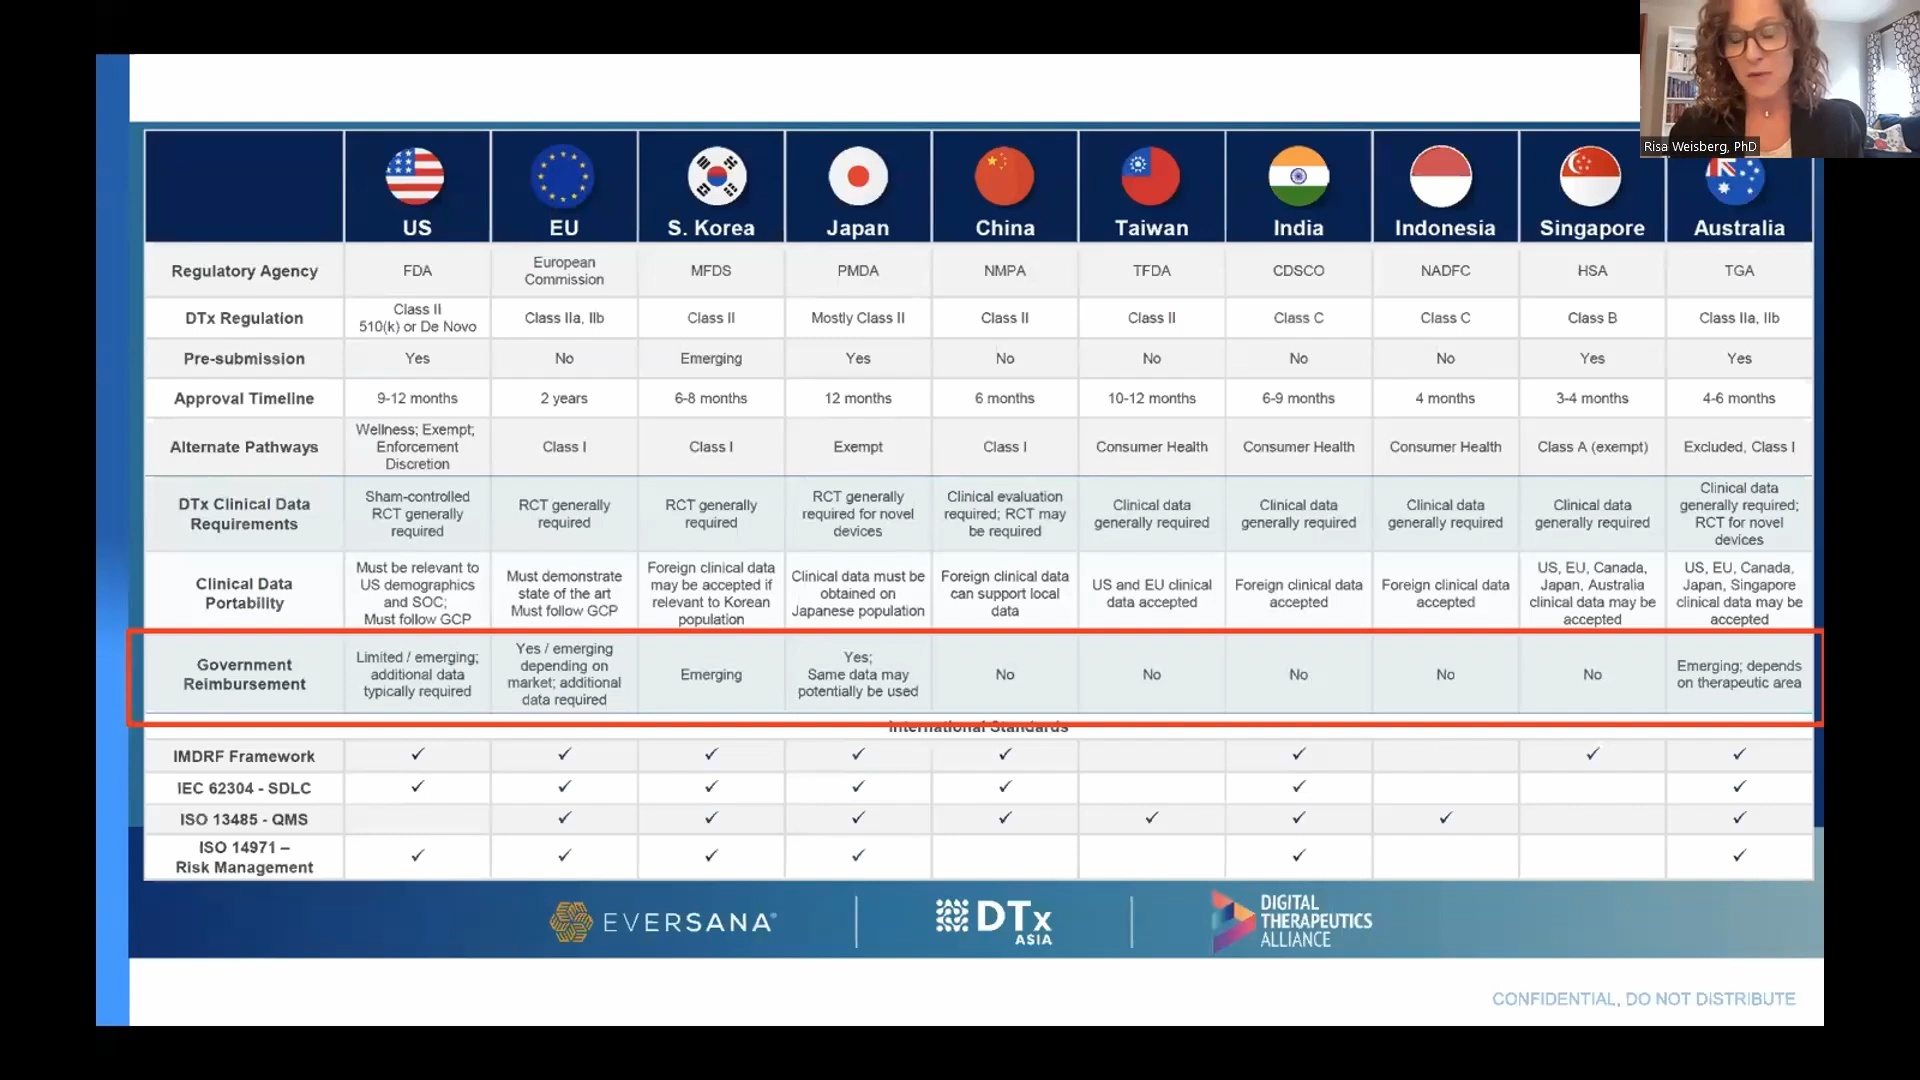 Risa Weisberg, PhD
US EU S. Korea Japan China Taiwan India Indonesia Singapore Australia
Regulatory Agency FDA European Commission MFDS PMDA NMPA TFDA CDSCO NADFC HSA TGA
DTx Regulation Class II 510(k) or De Novo Class IIa, IIb Class II Mostly Class II Class II Class II Class C Class C Class B Class IIa, IIb
Pre-submission Yes No Emerging Yes No No No No Yes Yes
Approval Timeline 9-12 months 2 years 6-8 months 12 months 6 months 10-12 months 6-9 months 4 months 3-4 months 4-6 months
Alternate Pathways Wellness; Exempt; Enforcement Discretion Class I Class I Exempt Class I Consumer Health Consumer Health Consumer Health Class A (exempt) Excluded, Class I
DTx Clinical Data Requirements Sham-controlled RCT generally required RCT generally required RCT generally required RCT generally required for novel devices Clinical evaluation required; RCT may be required Clinical data generally required Clinical data generally required Clinical data generally required Clinical data generally required Clinical data generally required; RCT for novel devices
Clinical Data Portability Must be relevant to US demographics and SOC; Must follow GCP Must demonstrate state of the art Must follow GCP Foreign clinical data may be accepted if relevant to Korean population Clinical data must be obtained on Japanese population Foreign clinical data can support local data US and EU clinical data accepted Foreign clinical data accepted Foreign clinical data accepted US, EU, Canada, Japan, Australia clinical data may be accepted US, EU, Canada, Japan, Singapore clinical data may be accepted
Government Reimbursement Limited / emerging; additional data typically required Yes / emerging depending on market; additional data required Emerging Yes; Same data may potentially be used No No No No No Emerging; depends on therapeutic area
International Standards
IMDRF Framework ✓ ✓ ✓ ✓ ✓ ✓ ✓ ✓
IEC 62304 - SDLC ✓ ✓ ✓ ✓ ✓ ✓ ✓
ISO 13485 - QMS ✓ ✓ ✓ ✓ ✓ ✓ ✓ ✓
ISO 14971 – Risk Management ✓ ✓ ✓ ✓ ✓ ✓
EVERSANA®
DTx ASIA
DIGITAL THERAPEUTICS ALLIANCE
CONFIDENTIAL, DO NOT DISTRIBUTE